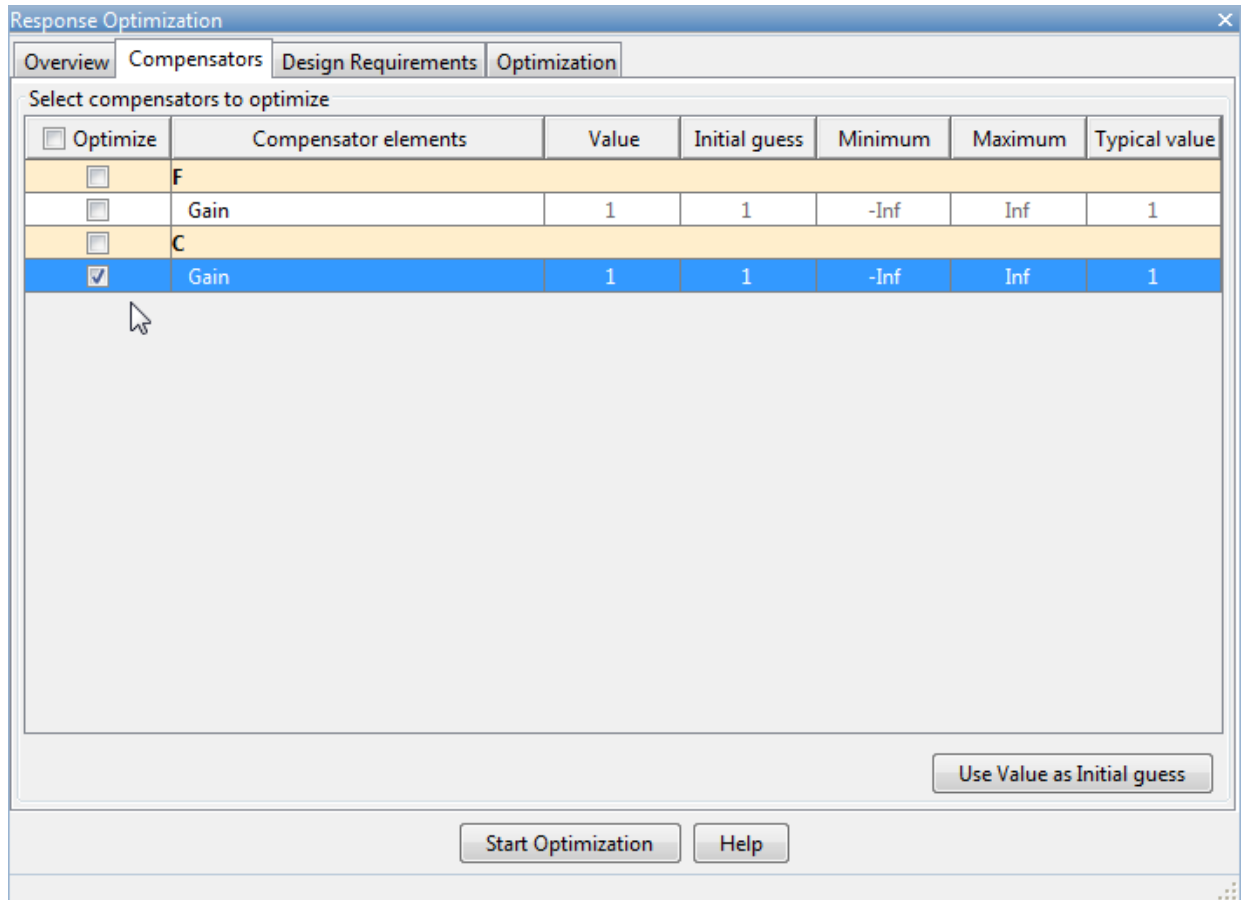 Response Optimization
Overview Compensators Design Requirements Optimization
Select compensators to optimize
Optimize Compensator elements Value Initial guess Minimum Maximum Typical value
F
Gain 1 1 -Inf Inf 1
C
Gain 1 1 -Inf Inf 1
Use Value as Initial guess
Start Optimization Help